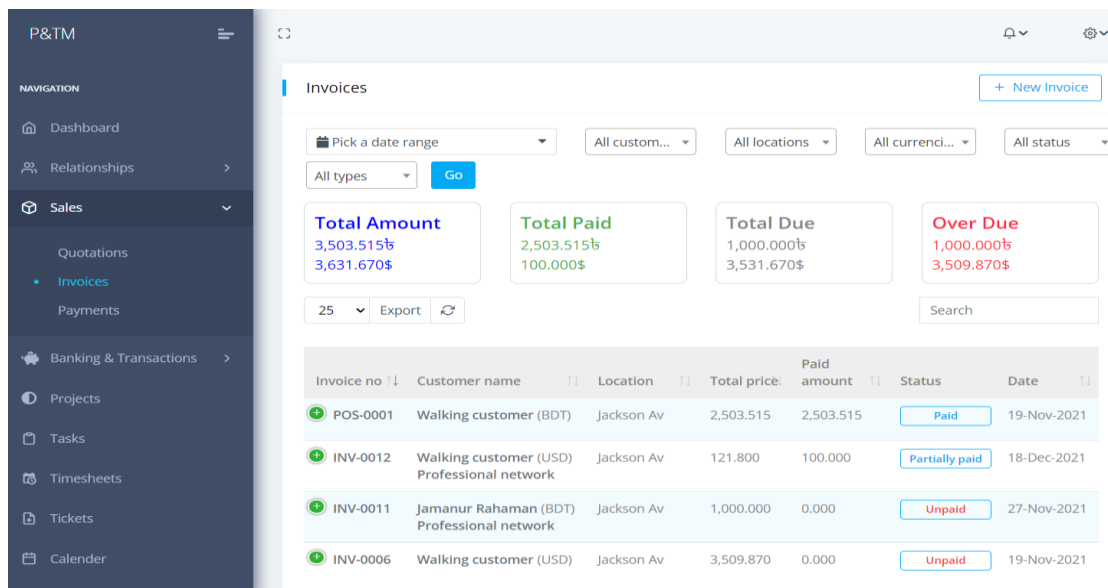 P&TM
NAVIGATION
Dashboard
Relationships
Sales
Quotations
Invoices
Payments
Banking & Transactions
Projects
Tasks
Timesheets
Tickets
Calender
Invoices
+ New Invoice
Pick a date range
All custom...
All locations
All currenci...
All status
All types
Go
Total Amount
3,503.515৳
3,631.670$
Total Paid
2,503.515৳
100.000$
Total Due
1,000.000৳
3,531.670$
Over Due
1,000.000৳
3,509.870$
25 Export
Search
Invoice no Customer name Location Total price Paid amount Status Date
POS-0001 Walking customer (BDT) Jackson Av 2,503.515 2,503.515 Paid 19-Nov-2021
INV-0012 Walking customer (USD) Jackson Av 121.800 100.000 Partially paid 18-Dec-2021
Professional network
INV-0011 Jamanur Rahaman (BDT) Jackson Av 1,000.000 0.000 Unpaid 27-Nov-2021
Professional network
INV-0006 Walking customer (USD) Jackson Av 3,509.870 0.000 Unpaid 19-Nov-2021